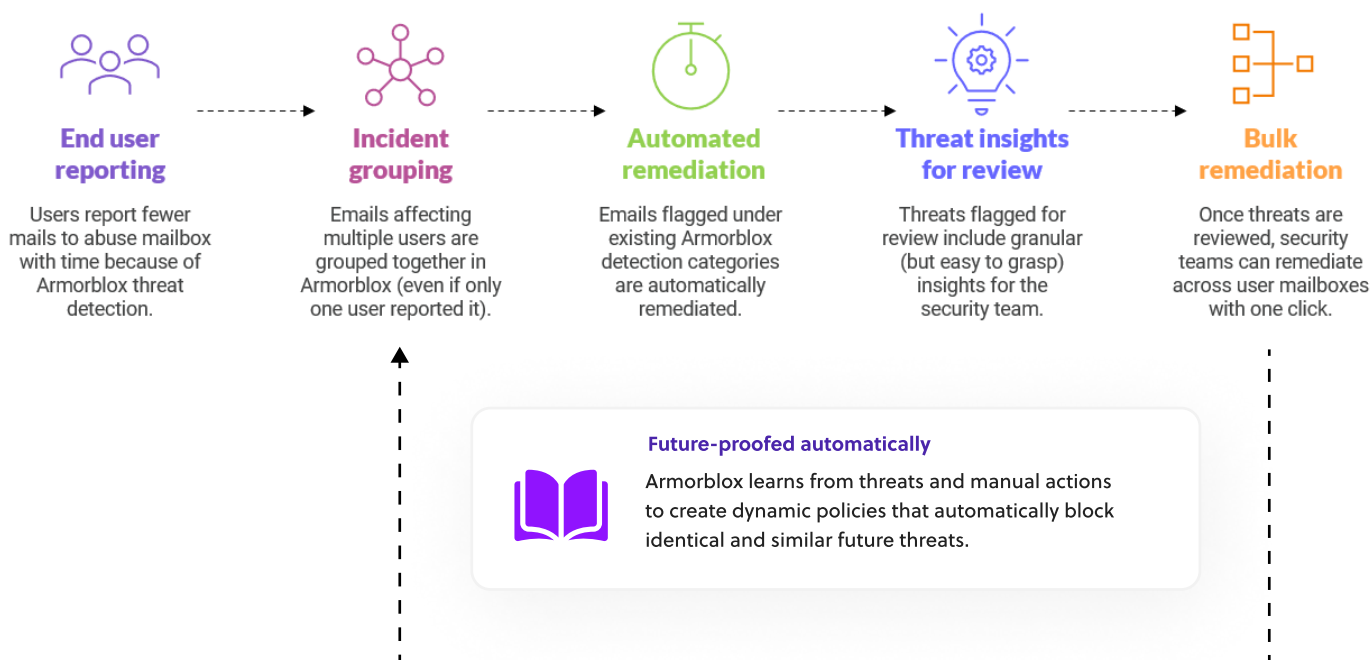 End user
reporting
Users report fewer
mails to abuse mailbox
with time because of
Armorblox threat
detection.
Incident
grouping
Emails affecting
multiple users are
grouped together in
Armorblox (even if only
one user reported it).
Automated
remediation
Emails flagged under
existing Armorblox
detection categories
are automatically
remediated.
Threat insights
for review
Threats flagged for
review include granular
(but easy to grasp)
insights for the
security team.
Bulk
remediation
Once threats are
reviewed, security
teams can remediate
across user mailboxes
with one click.
Future-proofed automatically
Armorblox learns from threats and manual actions
to create dynamic policies that automatically block
identical and similar future threats.